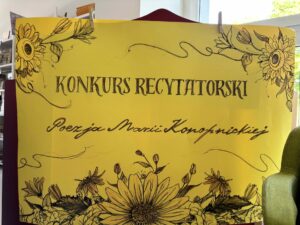 KONKURS RECYTATORSKI
Poezja Marii Konopnickiej